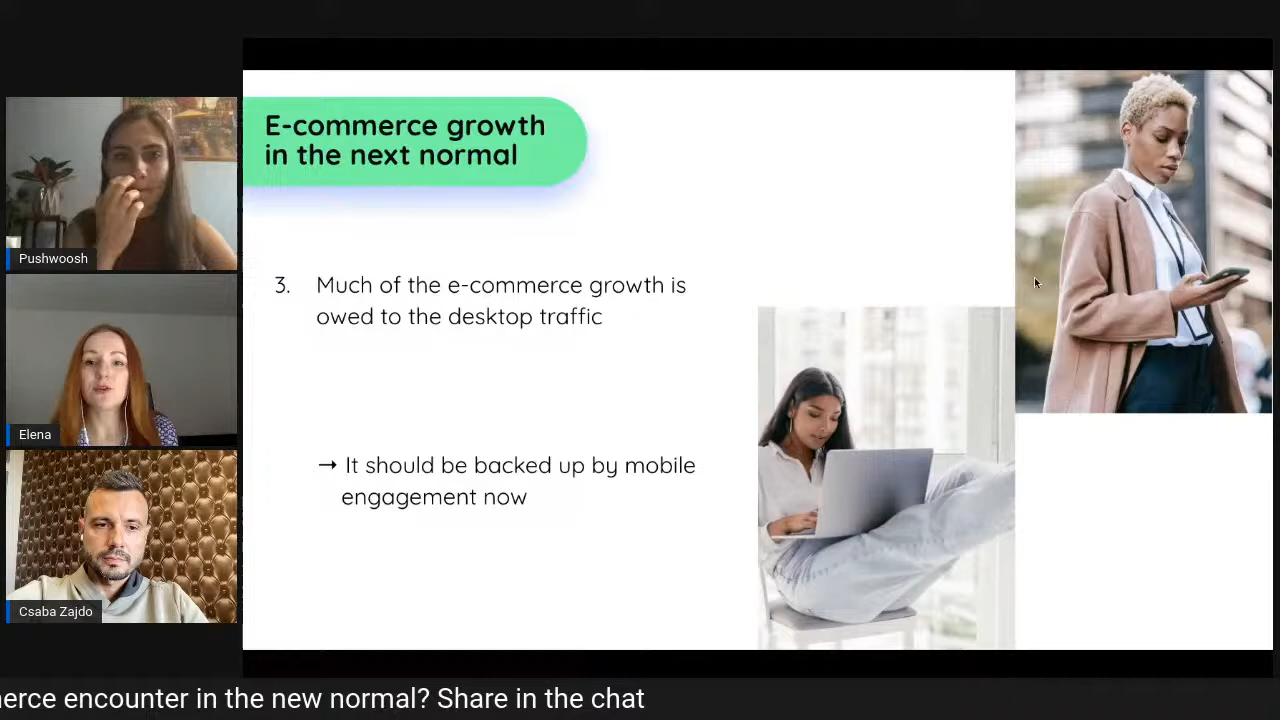 E-commerce growth
in the next normal
3. Much of the e-commerce growth is
owed to the desktop traffic
→ It should be backed up by mobile
engagement now
Pushwoosh
Elena
Csaba Zajdo
encounter in the new normal? Share in the chat